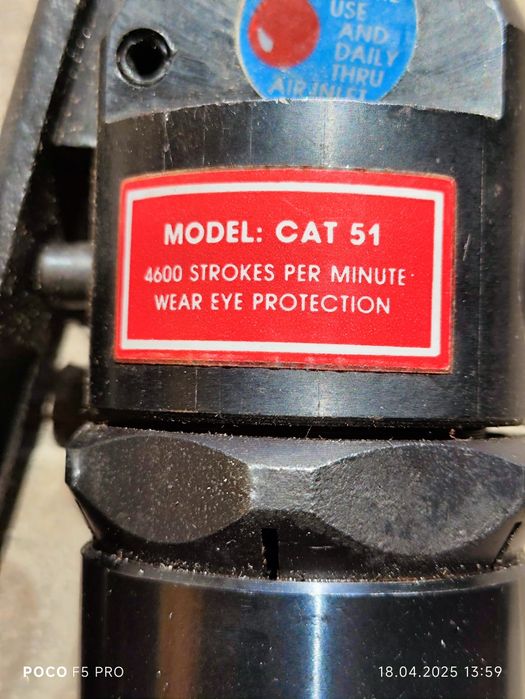 USE
AND
DAILY
THRU
AIR INLET
MODEL: CAT 51
4600 STROKES PER MINUTE
WEAR EYE PROTECTION
POCO F5 PRO
18.04.2025 13:59